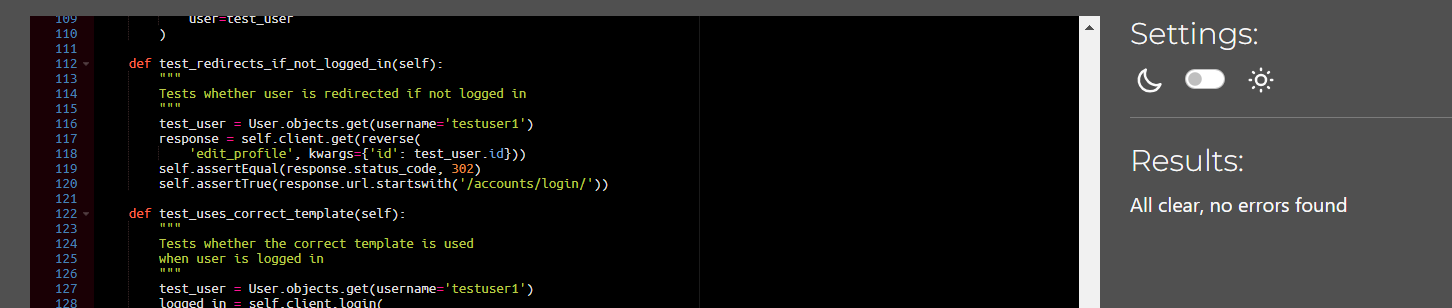 109 user=test_user
110 )
111
112 def test_redirects_if_not_logged_in(self):
113 """
114 Tests whether user is redirected if not logged in
115 """
116 test_user = User.objects.get(username='testuser1')
117 response = self.client.get(reverse(
118 'edit_profile', kwargs={'id': test_user.id}))
119 self.assertEqual(response.status_code, 302)
120 self.assertTrue(response.url.startswith('/accounts/login/'))
121
122 def test_uses_correct_template(self):
123 """
124 Tests whether the correct template is used
125 when user is logged in
126 """
127 test_user = User.objects.get(username='testuser1')
128 logged_in = self.client.login(
Settings:
Results:
All clear, no errors found